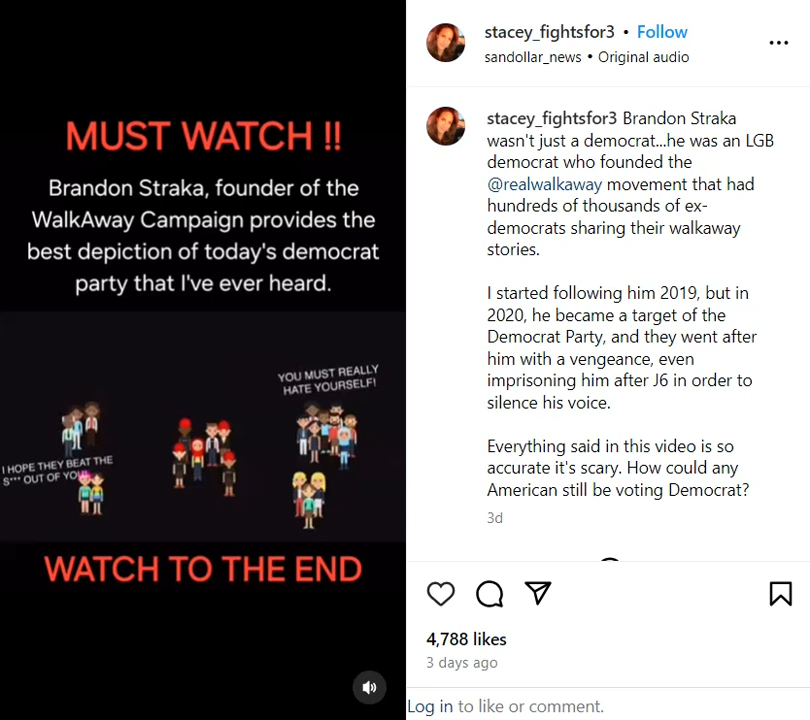 MUST WATCH !!
Brandon Straka, founder of the
WalkAway Campaign provides the
best depiction of today's democrat
party that I've ever heard.
YOU MUST REALLY
HATE YOURSELF!
I HOPE THEY BEAT THE
S*** OUT OF YOU
WATCH TO THE END
stacey_fightsfor3 • Follow
sandollar_news • Original audio
stacey_fightsfor3 Brandon Straka
wasn't just a democrat...he was an LGB
democrat who founded the
@realwalkaway movement that had
hundreds of thousands of ex-
democrats sharing their walkaway
stories.
I started following him 2019, but in
2020, he became a target of the
Democrat Party, and they went after
him with a vengeance, even
imprisoning him after J6 in order to
silence his voice.
Everything said in this video is so
accurate it's scary. How could any
American still be voting Democrat?
3d
4,788 likes
3 days ago
Log in to like or comment.